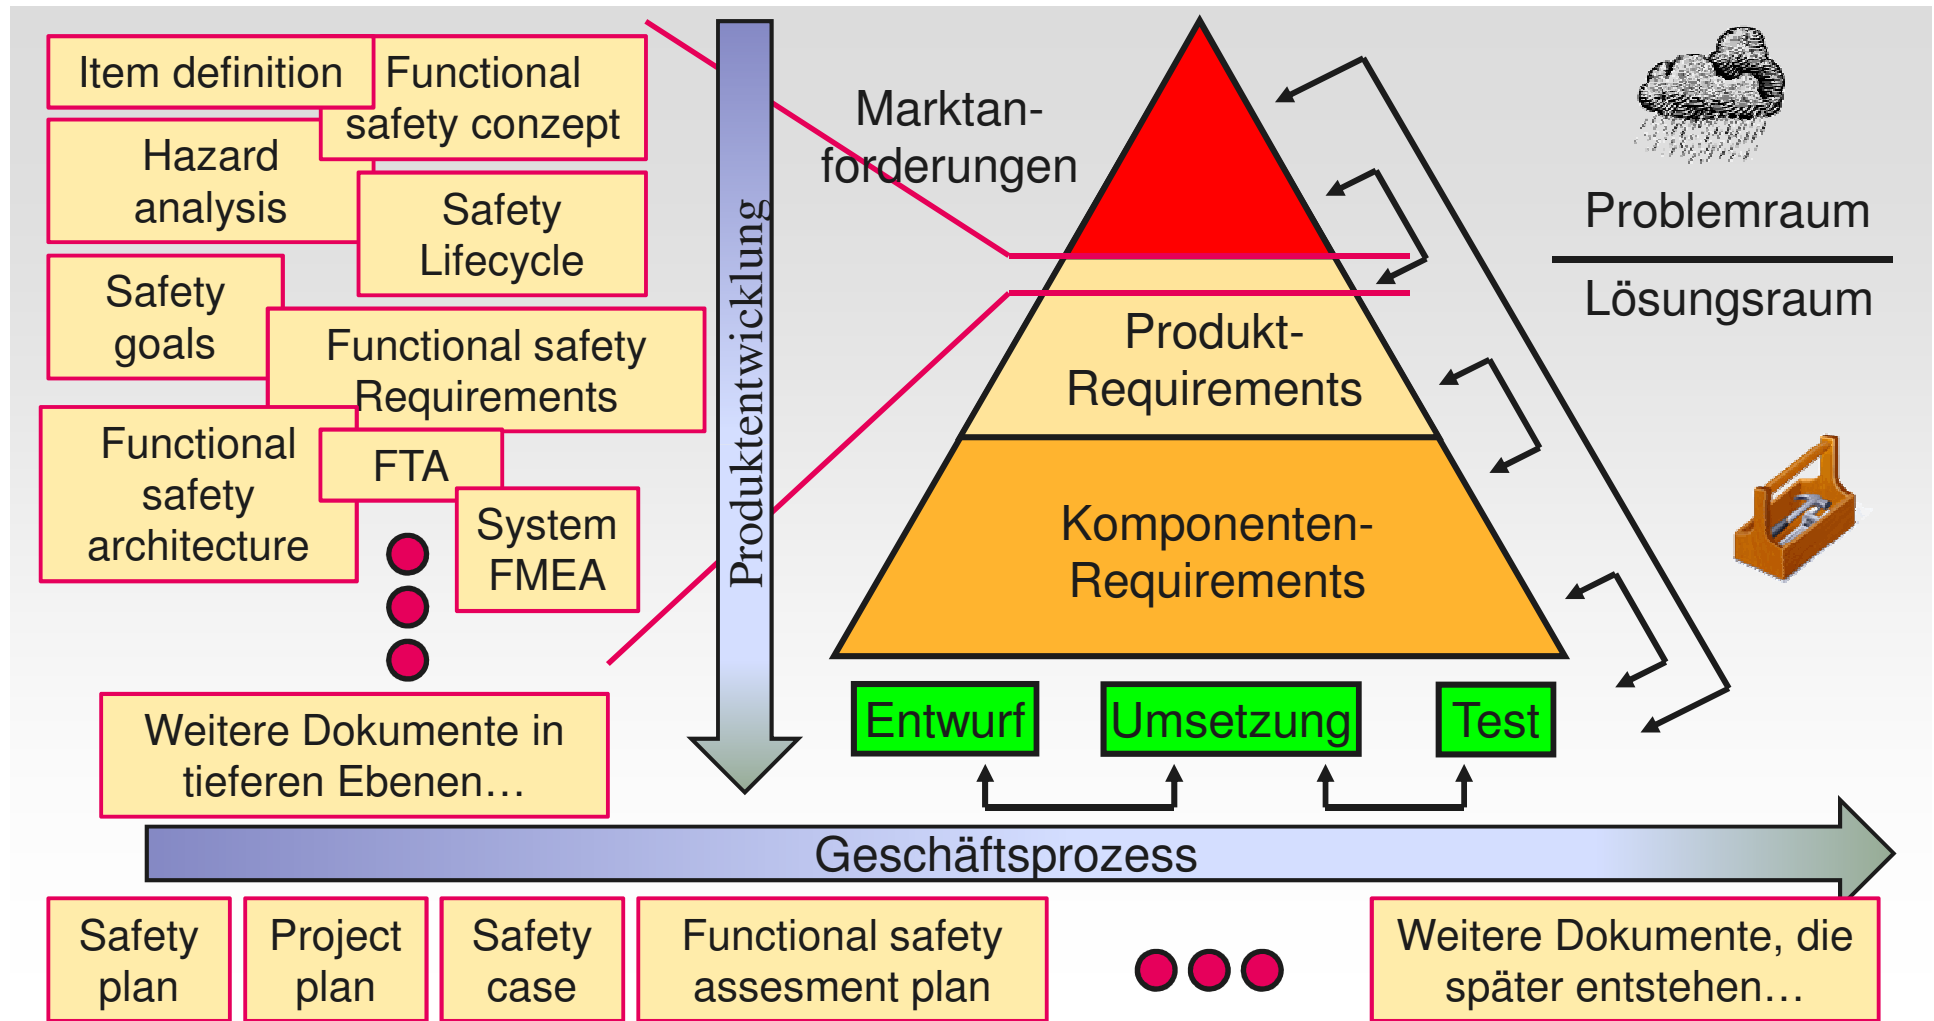 Item definition
Functional
safety conzept
Hazard
analysis
Safety
Lifecycle
Safety
goals
Functional safety
Requirements
Functional
safety
architecture
FTA
System
FMEA
Weitere Dokumente in
tieferen Ebenen…
Produktentwicklung
Marktan-
forderungen
Produkt-
Requirements
Komponenten-
Requirements
Problemraum
Lösungsraum
Entwurf
Umsetzung
Test
Geschäftsprozess
Safety
plan
Project
plan
Safety
case
Functional safety
assesment plan
Weitere Dokumente, die
später entstehen…